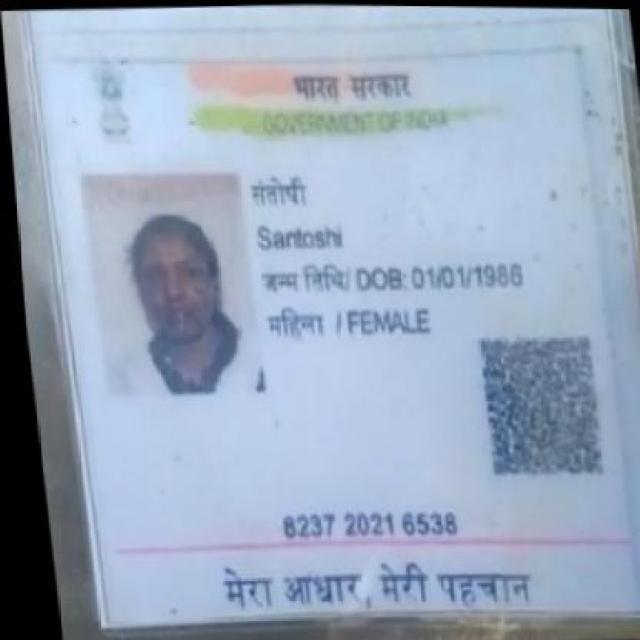 भारत सरकार
GOVERNMENT OF INDIA
संतोषी
Santoshi
जन्म तिथि/ DOB: 01/01/1986
महिला / FEMALE
8237 2021 6538
मेरा आधार, मेरी पहचान